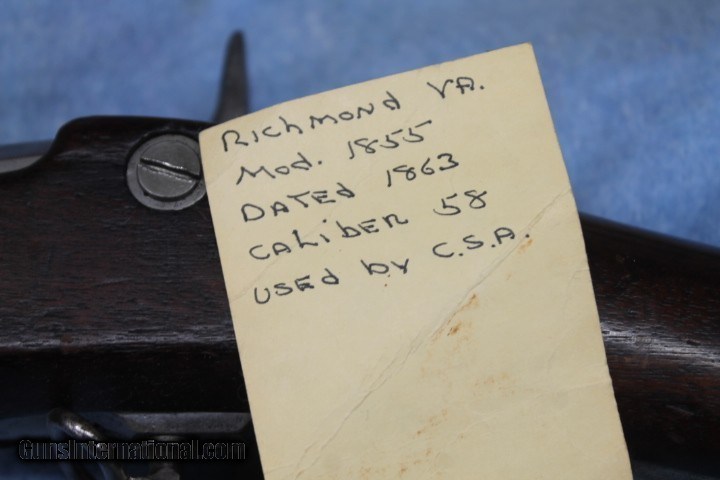 Richmond VA.
Mod. 1855
DATED 1863
CALIBER 58
USED by C.S.A.
GunsInternational.com